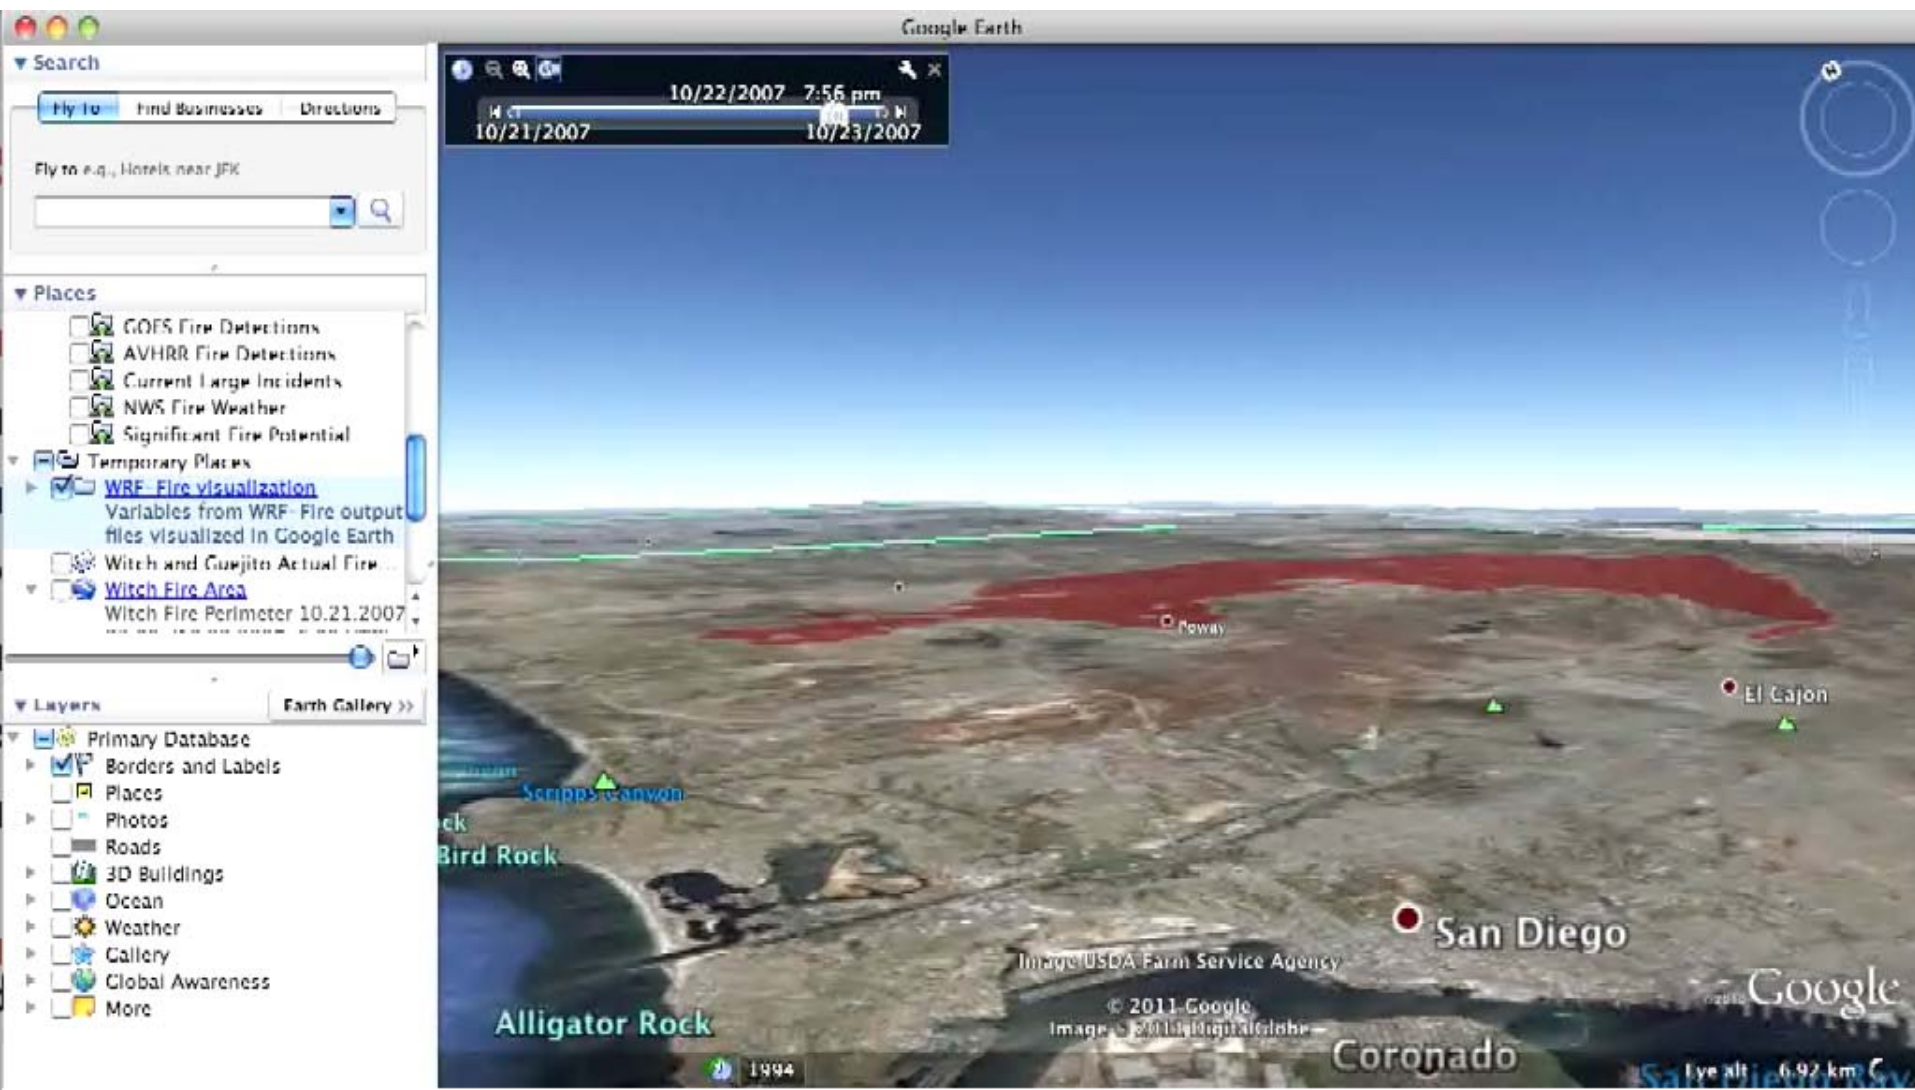 Google Earth
Search
Fly To Find Businesses Directions
Fly to e.g., Hotels near JFK
Places
GOES Fire Detections
AVHRR Fire Detections
Current Large Incidents
NWS Fire Weather
Significant Fire Potential
Temporary Places
WRF-Fire visualization
Variables from WRF-Fire output
files visualized in Google Earth
Witch and Guejito Actual Fire...
Witch Fire Area
Witch Fire Perimeter 10.21.2007
Layers
Earth Gallery >>
Primary Database
Borders and Labels
Places
Photos
Roads
3D Buildings
Ocean
Weather
Gallery
Global Awareness
More
10/22/2007 7:56 pm
10/21/2007 10/23/2007
Poway
El Cajon
Scripps Canyon
ck
Bird Rock
San Diego
Image USDA Farm Service Agency
© 2011 Google
Image © 2011 DigitalGlobe
Google
Alligator Rock
Coronado
1994
Eye alt 6.92 km